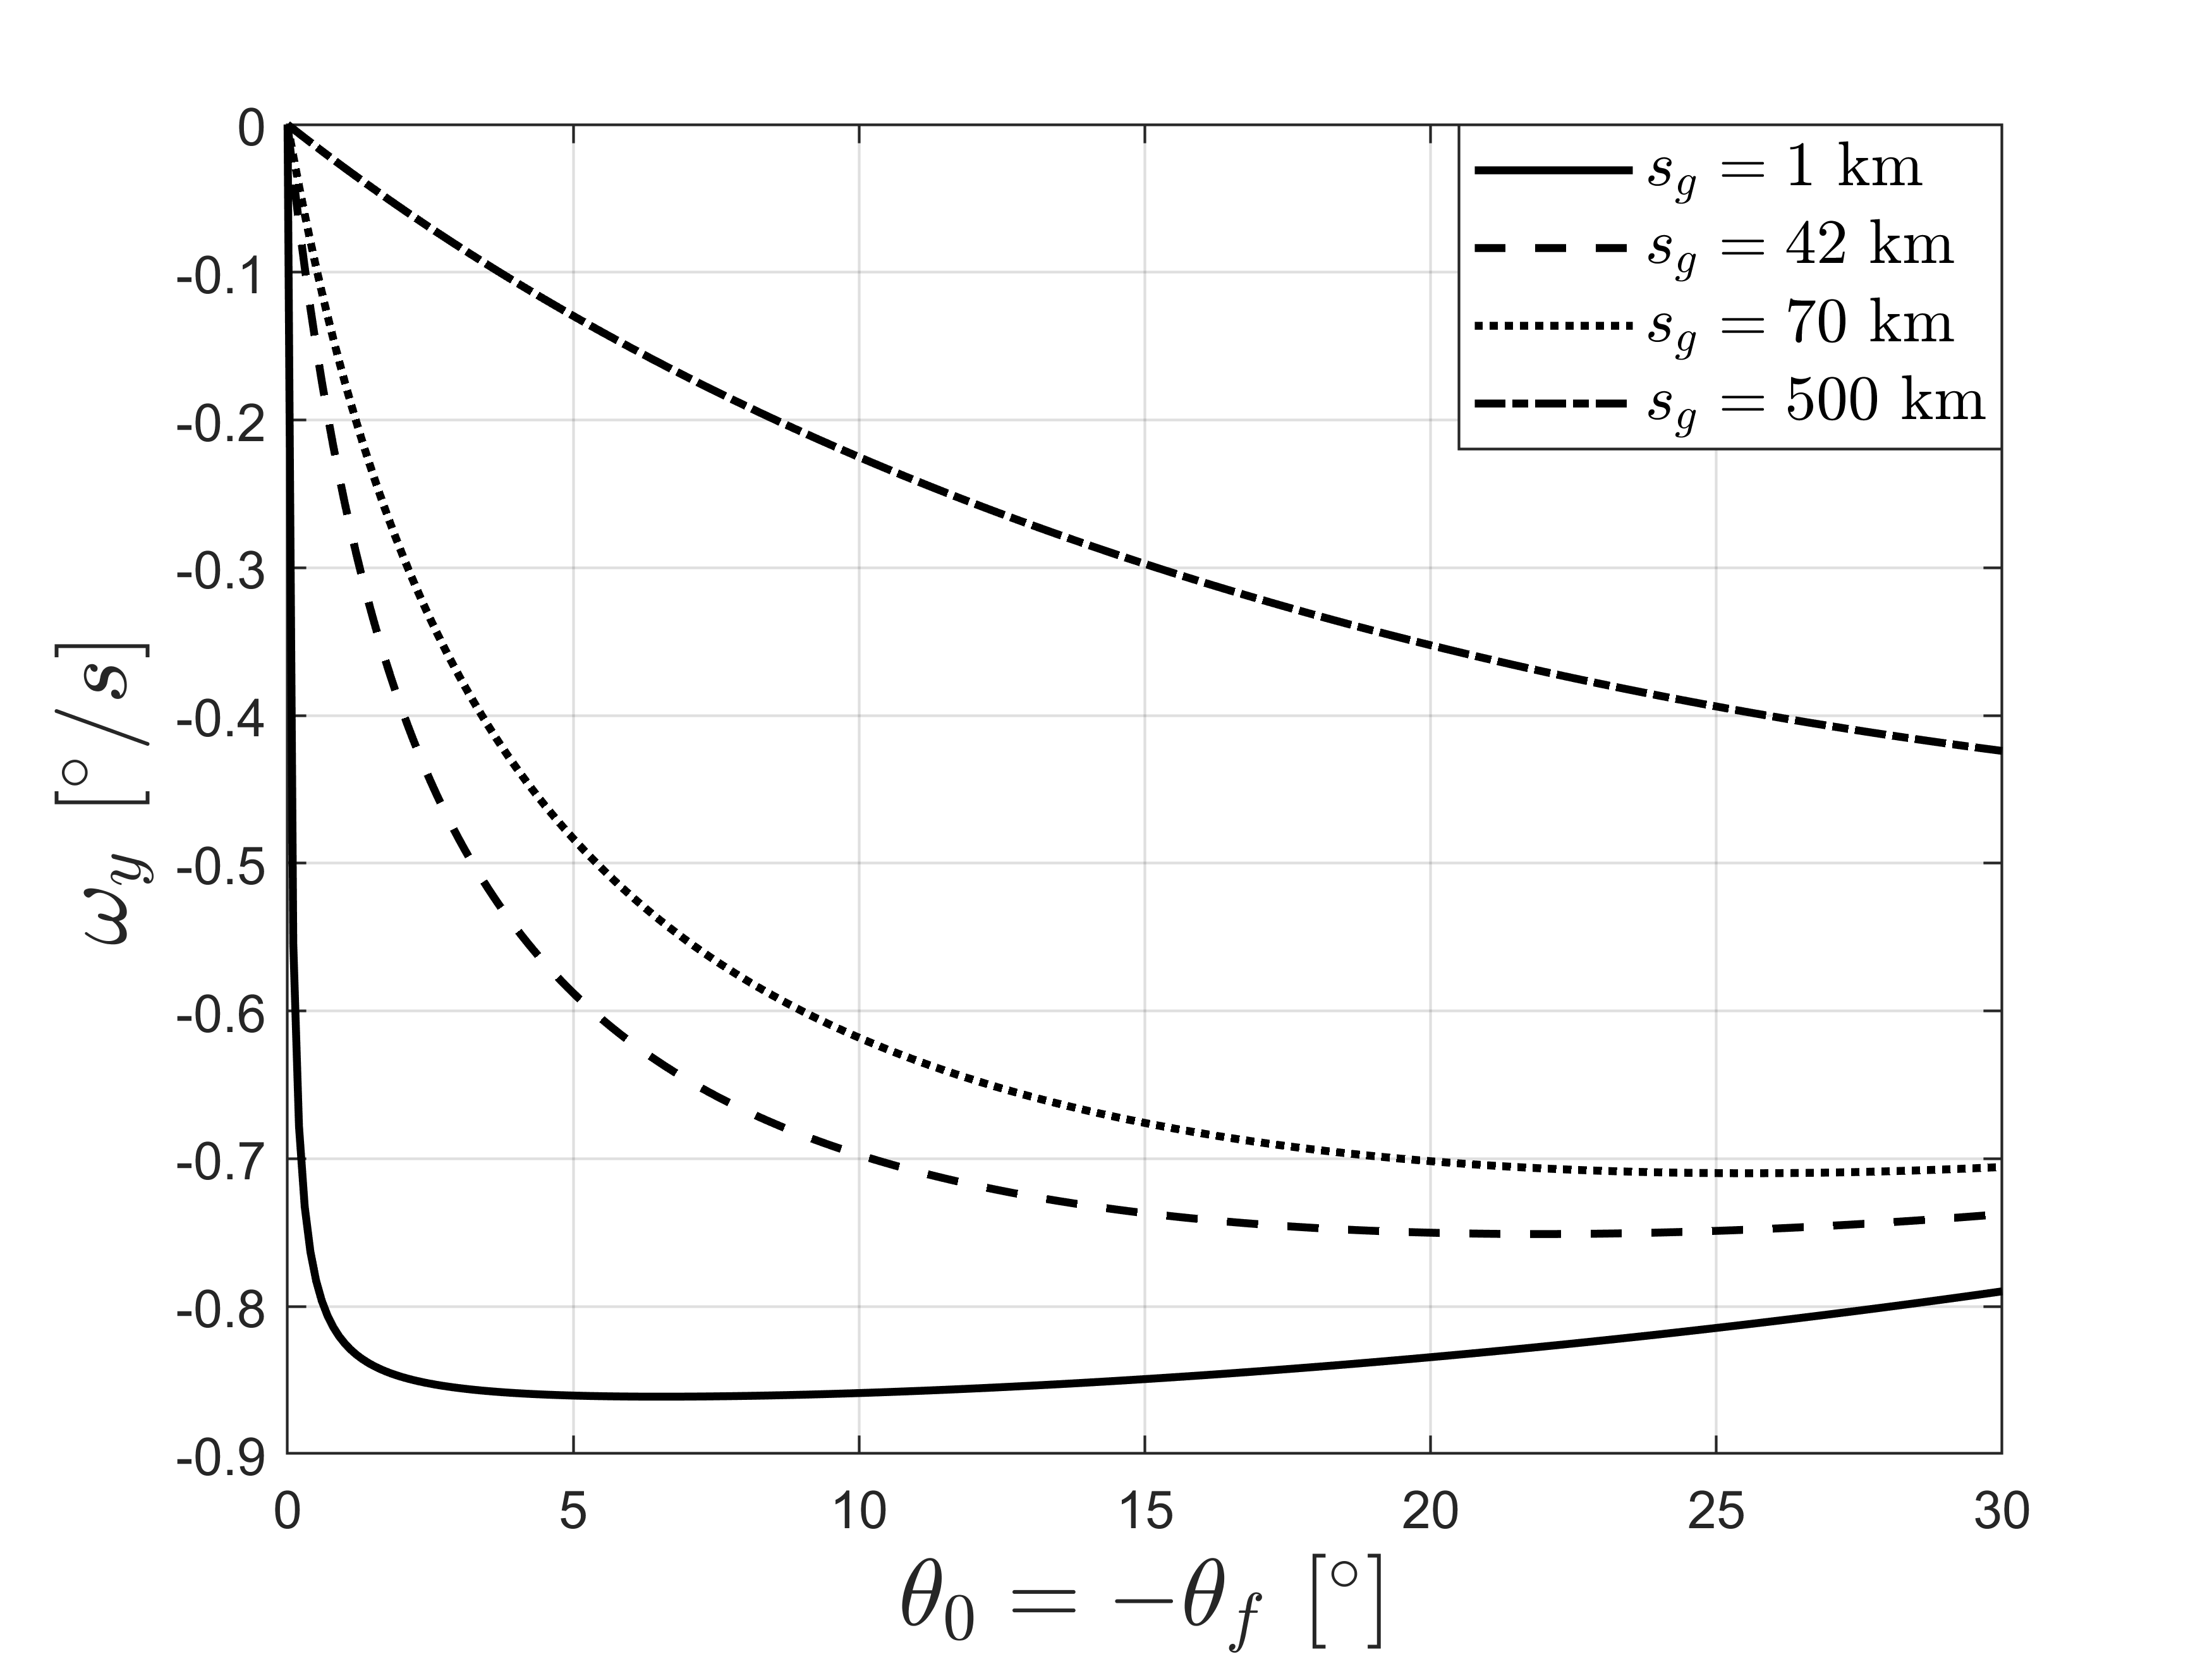 0
-0.1
-0.2
-0.3
-0.4
-0.5
-0.6
-0.7
-0.8
-0.9
ω_y [°/s]
s_g = 1 km
s_g = 42 km
s_g = 70 km
s_g = 500 km
0 5 10 15 20 25 30
θ_0 = −θ_f [°]